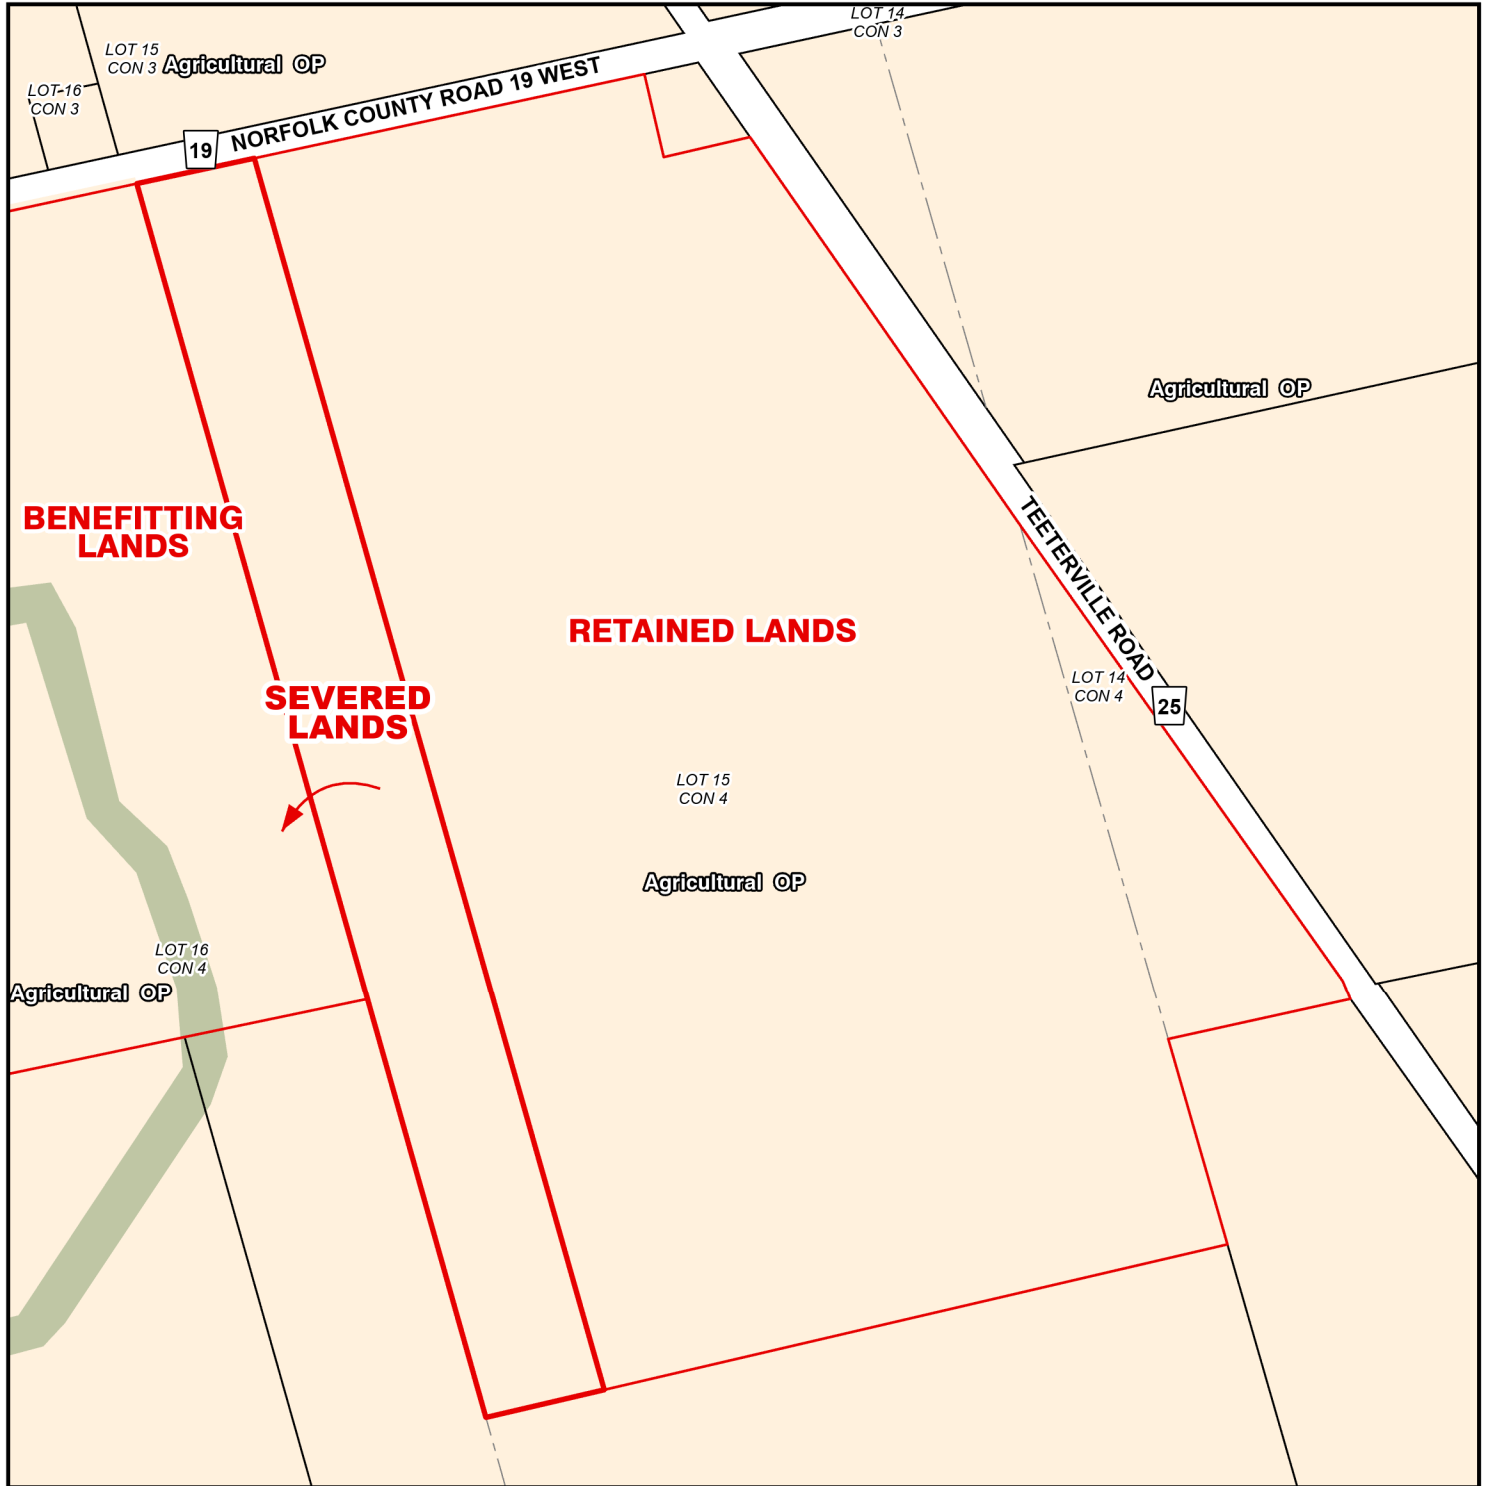 LOT 14
CON 3
LOT 15
CON 3
Agricultural OP
LOT 16
CON 3
19
NORFOLK COUNTY ROAD 19 WEST
Agricultural OP
BENEFITTING
LANDS
TEETERVILLE ROAD
RETAINED LANDS
LOT 14
CON 4
25
SEVERED
LANDS
LOT 15
CON 4
Agricultural OP
LOT 16
CON 4
Agricultural OP